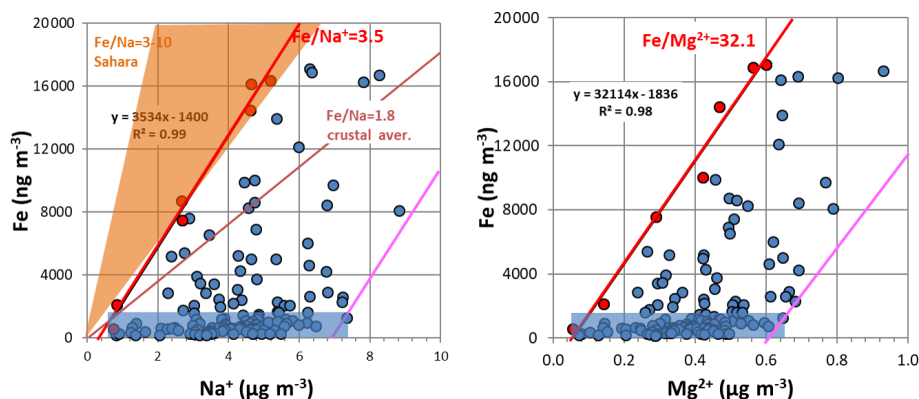 20000
16000
12000
8000
4000
0
Fe (ng m-3)
Fe/Na=3-10
Sahara
Fe/Na⁺=3.5
y = 3534x - 1400
R² = 0.99
Fe/Na=1.8
crustal aver.
0 2 4 6 8 10
Na⁺ (µg m⁻³)
20000
16000
12000
8000
4000
0
Fe (ng m⁻³)
Fe/Mg²⁺=32.1
y = 32114x - 1836
R² = 0.98
0.0 0.2 0.4 0.6 0.8 1.0
Mg²⁺ (µg m⁻³)